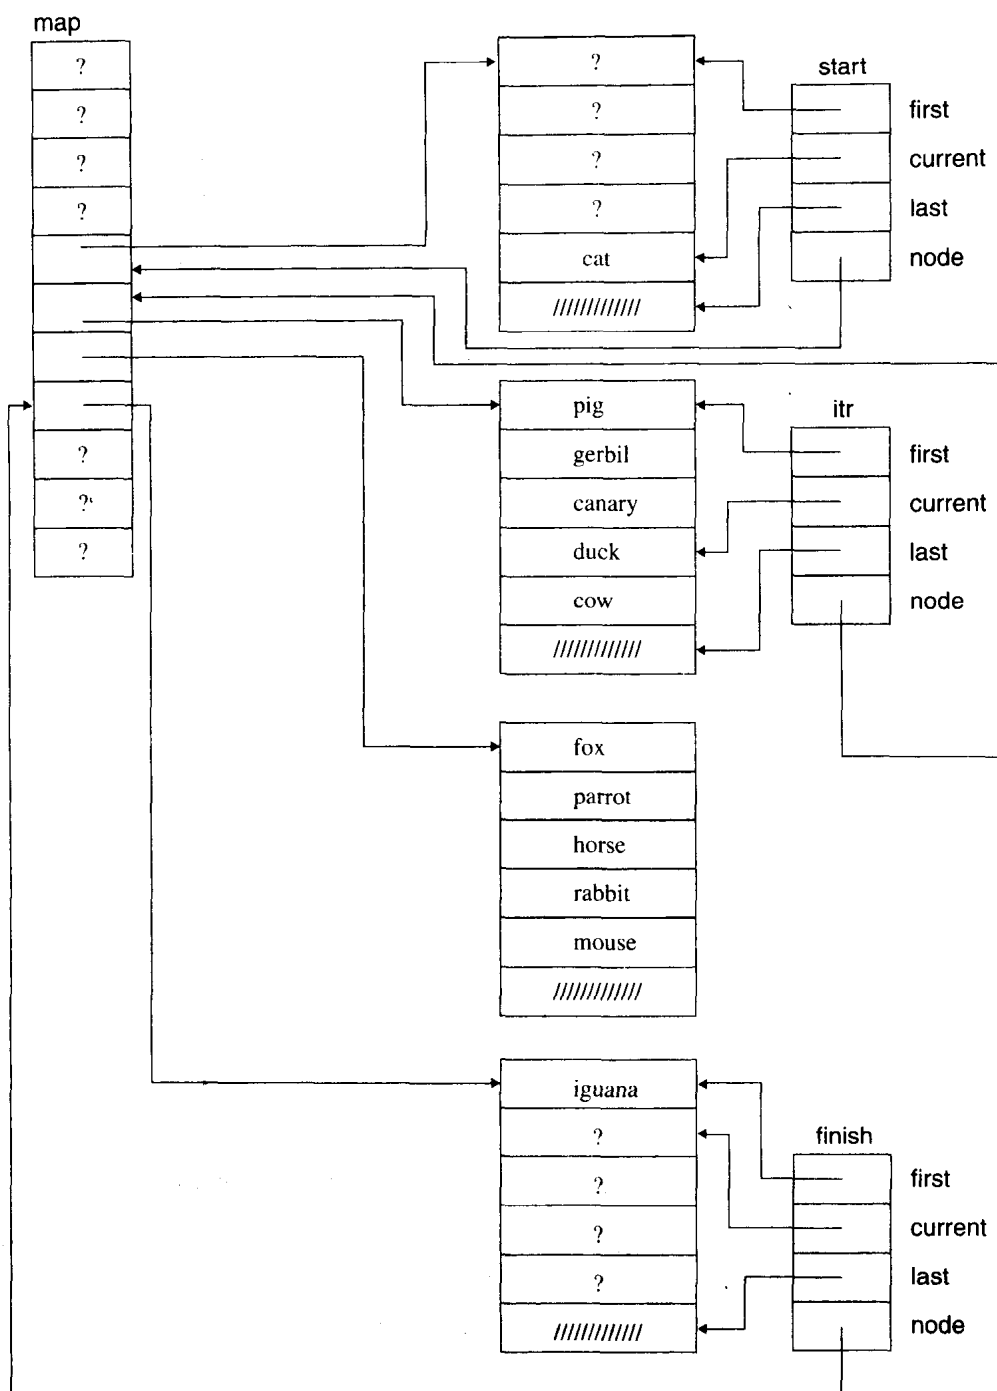 map
?
?
?
?
?
?
?
?
?
?
?
cat
/////////////
start
first
current
last
node
pig
gerbil
canary
duck
cow
/////////////
itr
first
current
last
node
fox
parrot
horse
rabbit
mouse
/////////////
iguana
?
?
?
?
/////////////
finish
first
current
last
node